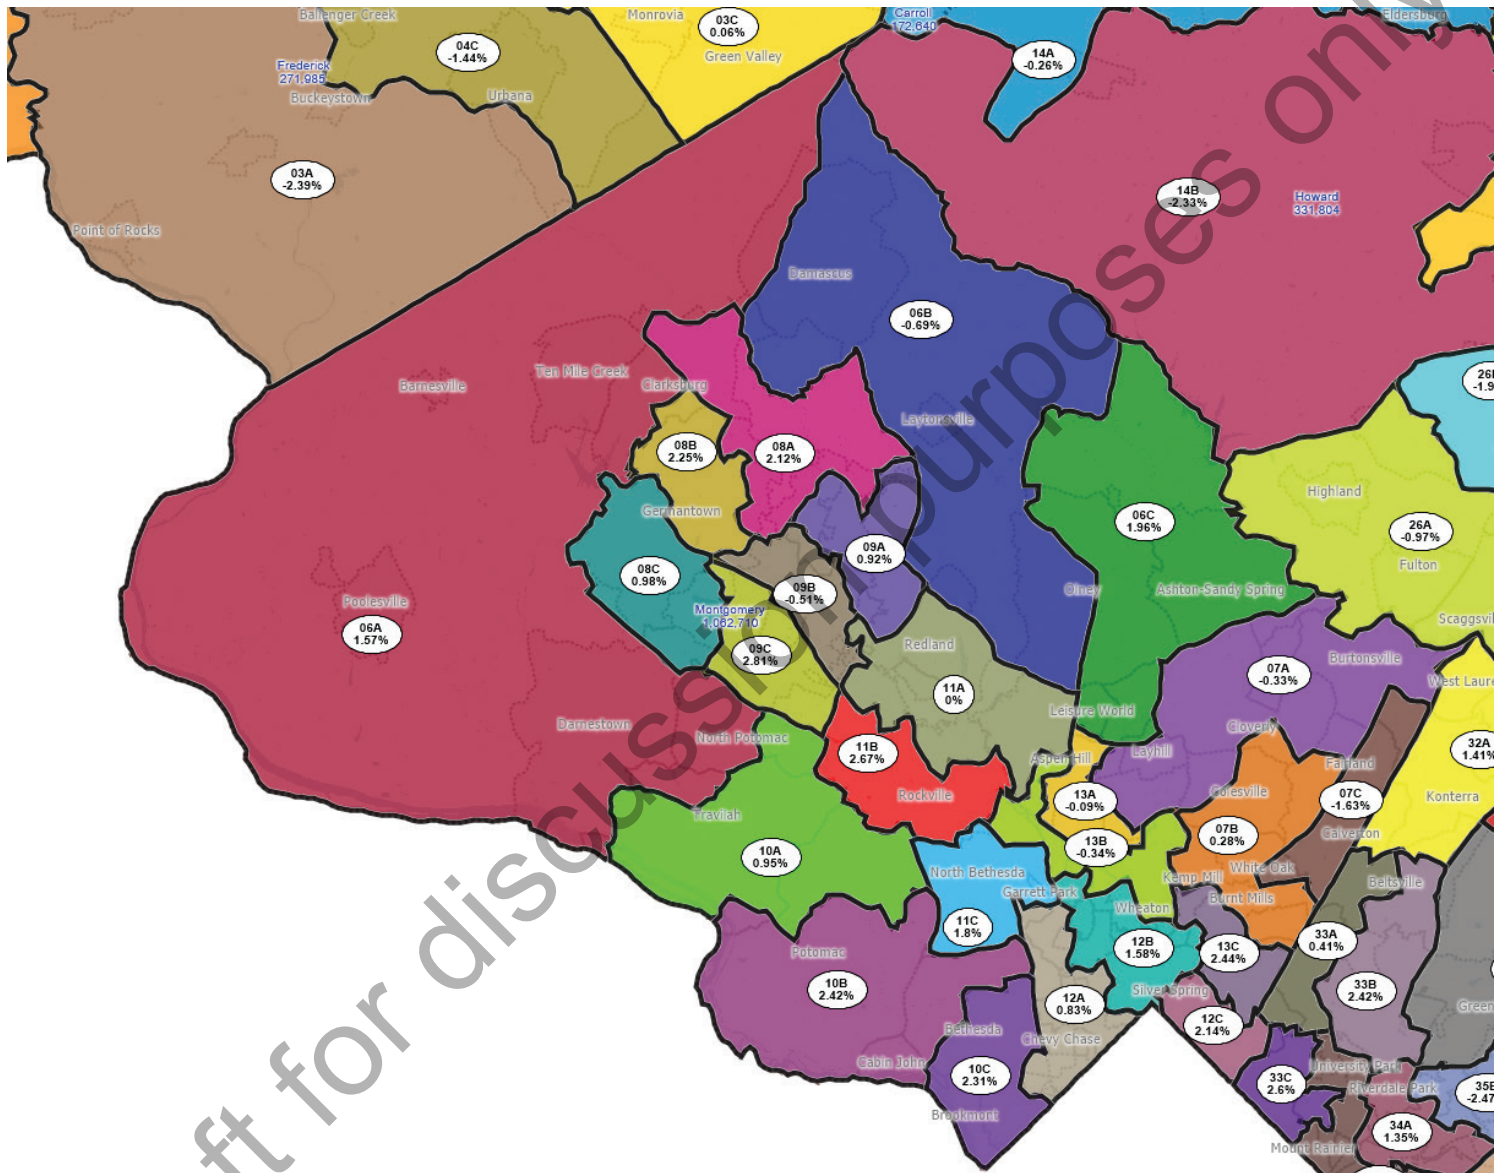 Ballenger Creek
Monrovia
03C
0.06%
Green Valley
Carroll
172,640
Eldersburg
04C
-1.44%
Frederick
271,985
Buckeystown
Urbana
14A
-0.26%
03A
-2.39%
Point of Rocks
14B
-2.33%
Howard
331,804
Damascus
06B
-0.69%
Barnesville
Ten Mile Creek
Clarksburg
Laytonsville
26
-1.9
08B
2.25%
08A
2.12%
Germantown
Highland
06C
1.96%
26A
-0.97%
Fulton
09A
0.92%
08C
0.98%
09B
-0.51%
Olney
Ashton-Sandy Spring
Poolesville
06A
1.57%
Montgomery
1,062,710
09C
2.81%
Redland
Scaggsvil
Burtonsville
07A
-0.33%
West Laure
11A
0%
Leisure World
Darnestown
North Potomac
Cloverly
Layhill
11B
2.67%
Aspen Hill
Fairland
32A
1.41%
Rockville
13A
-0.09%
Colesville
07C
-1.63%
Konterra
Travilah
Calverton
07B
0.28%
13B
-0.34%
10A
0.95%
North Bethesda
Garrett Park
Kemp Mill
White Oak
Beltsville
Burnt Mills
Wheaton
11C
1.8%
33A
0.41%
12B
1.58%
13C
2.44%
Potomac
10B
2.42%
33B
2.42%
Silver Spring
12A
0.83%
Green
12C
2.14%
Bethesda
Chevy Chase
Cabin John
10C
2.31%
University Park
33C
2.6%
Riverdale Park
35B
-2.47
Brookmont
34A
1.35%
Mount Rainier
ft for discussion purposes only